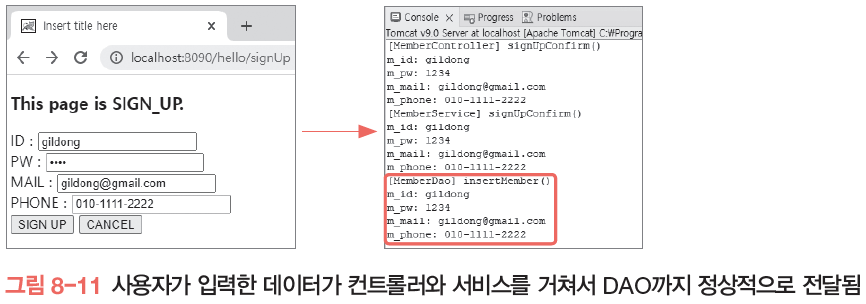 Insert title here
localhost:8090/hello/signUp
This page is SIGN_UP.
ID : gildong
PW : ••••
MAIL : gildong@gmail.com
PHONE : 010-1111-2222
SIGN UP CANCEL
Console Progress Problems
Tomcat v9.0 Server at localhost [Apache Tomcat] C:#Progra
[MemberController] signUpConfirm()
m_id: gildong
m_pw: 1234
m_mail: gildong@gmail.com
m_phone: 010-1111-2222
[MemberService] signUpConfirm()
m_id: gildong
m_pw: 1234
m_mail: gildong@gmail.com
m_phone: 010-1111-2222
[MemberDao] insertMember()
m_id: gildong
m_pw: 1234
m_mail: gildong@gmail.com
m_phone: 010-1111-2222
그림 8-11 사용자가 입력한 데이터가 컨트롤러와 서비스를 거쳐서 DAO까지 정상적으로 전달됨